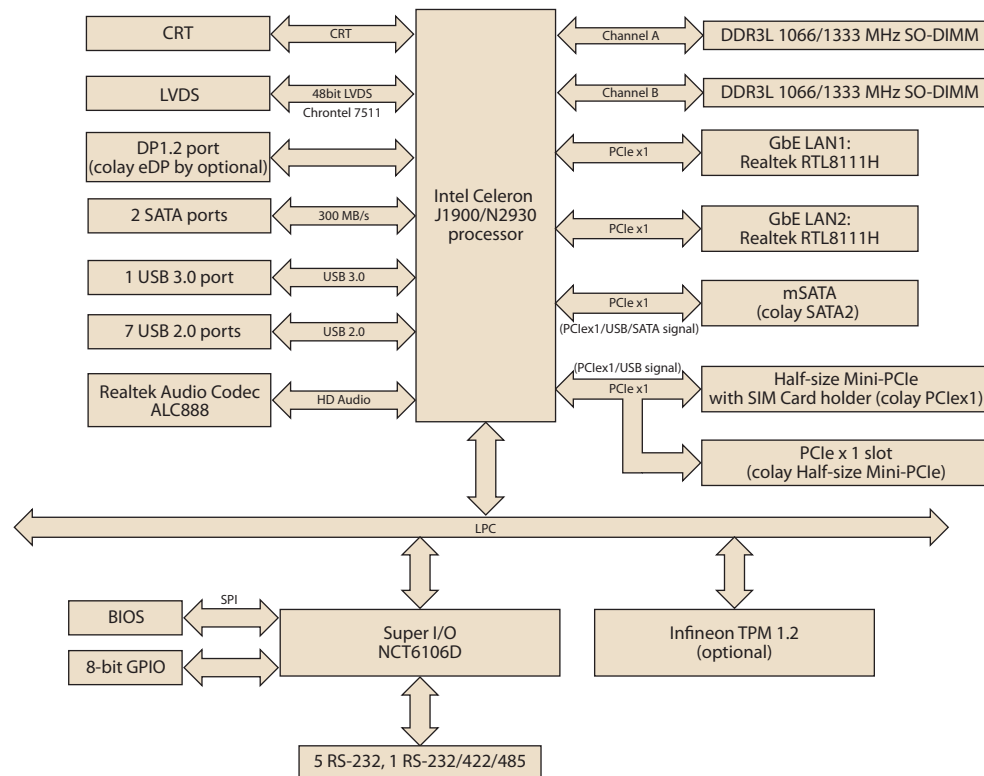 CRT
CRT
LVDS
48bit LVDS
Chrontel 7511
DP1.2 port
(colay eDP by optional)
2 SATA ports
300 MB/s
1 USB 3.0 port
USB 3.0
7 USB 2.0 ports
USB 2.0
Realtek Audio Codec
ALC888
HD Audio
Intel Celeron
J1900/N2930
processor
Channel A
DDR3L 1066/1333 MHz SO-DIMM
Channel B
DDR3L 1066/1333 MHz SO-DIMM
PCIe x1
GbE LAN1:
Realtek RTL8111H
PCIe x1
GbE LAN2:
Realtek RTL8111H
PCIe x1
(PCIex1/USB/SATA signal)
mSATA
(colay SATA2)
(PCIex1/USB signal)
PCIe x1
Half-size Mini-PCIe
with SIM Card holder (colay PCIex1)
PCIe x 1 slot
(colay Half-size Mini-PCIe)
LPC
BIOS
SPI
8-bit GPIO
Super I/O
NCT6106D
Infineon TPM 1.2
(optional)
5 RS-232, 1 RS-232/422/485